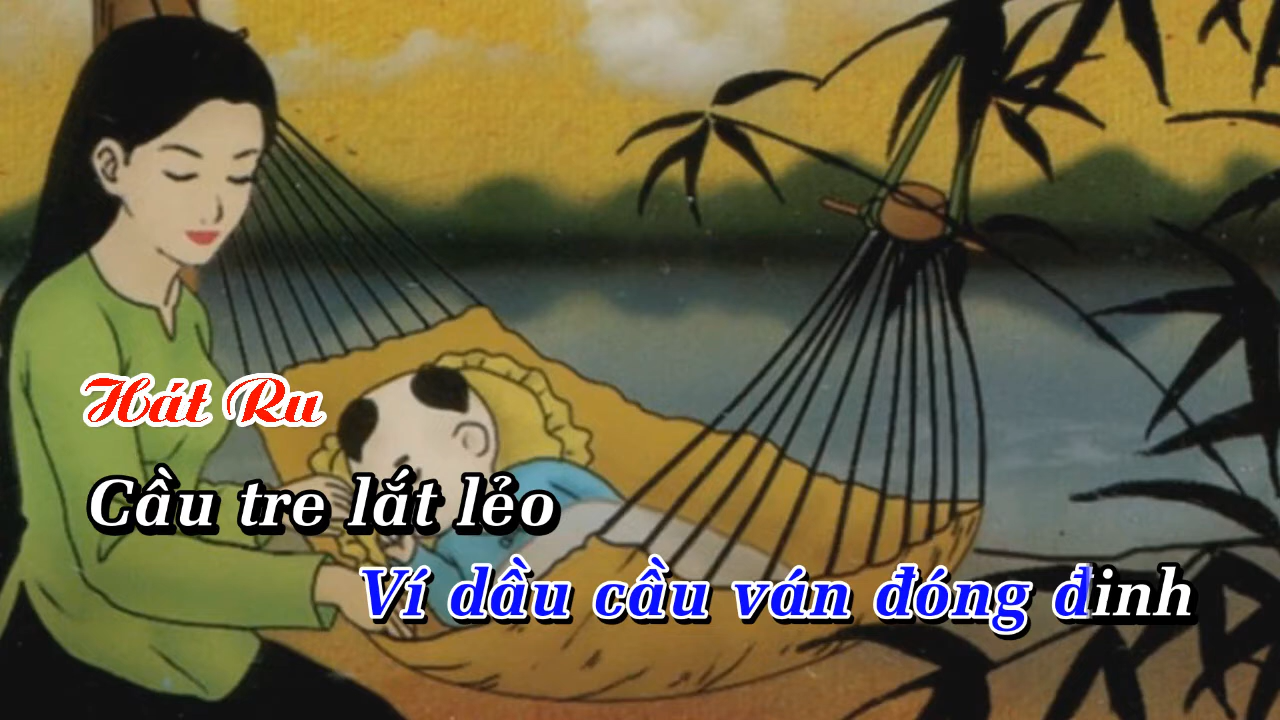 Hát Ru
Cầu tre lắt lẻo
Ví dầu cầu ván đóng đinh